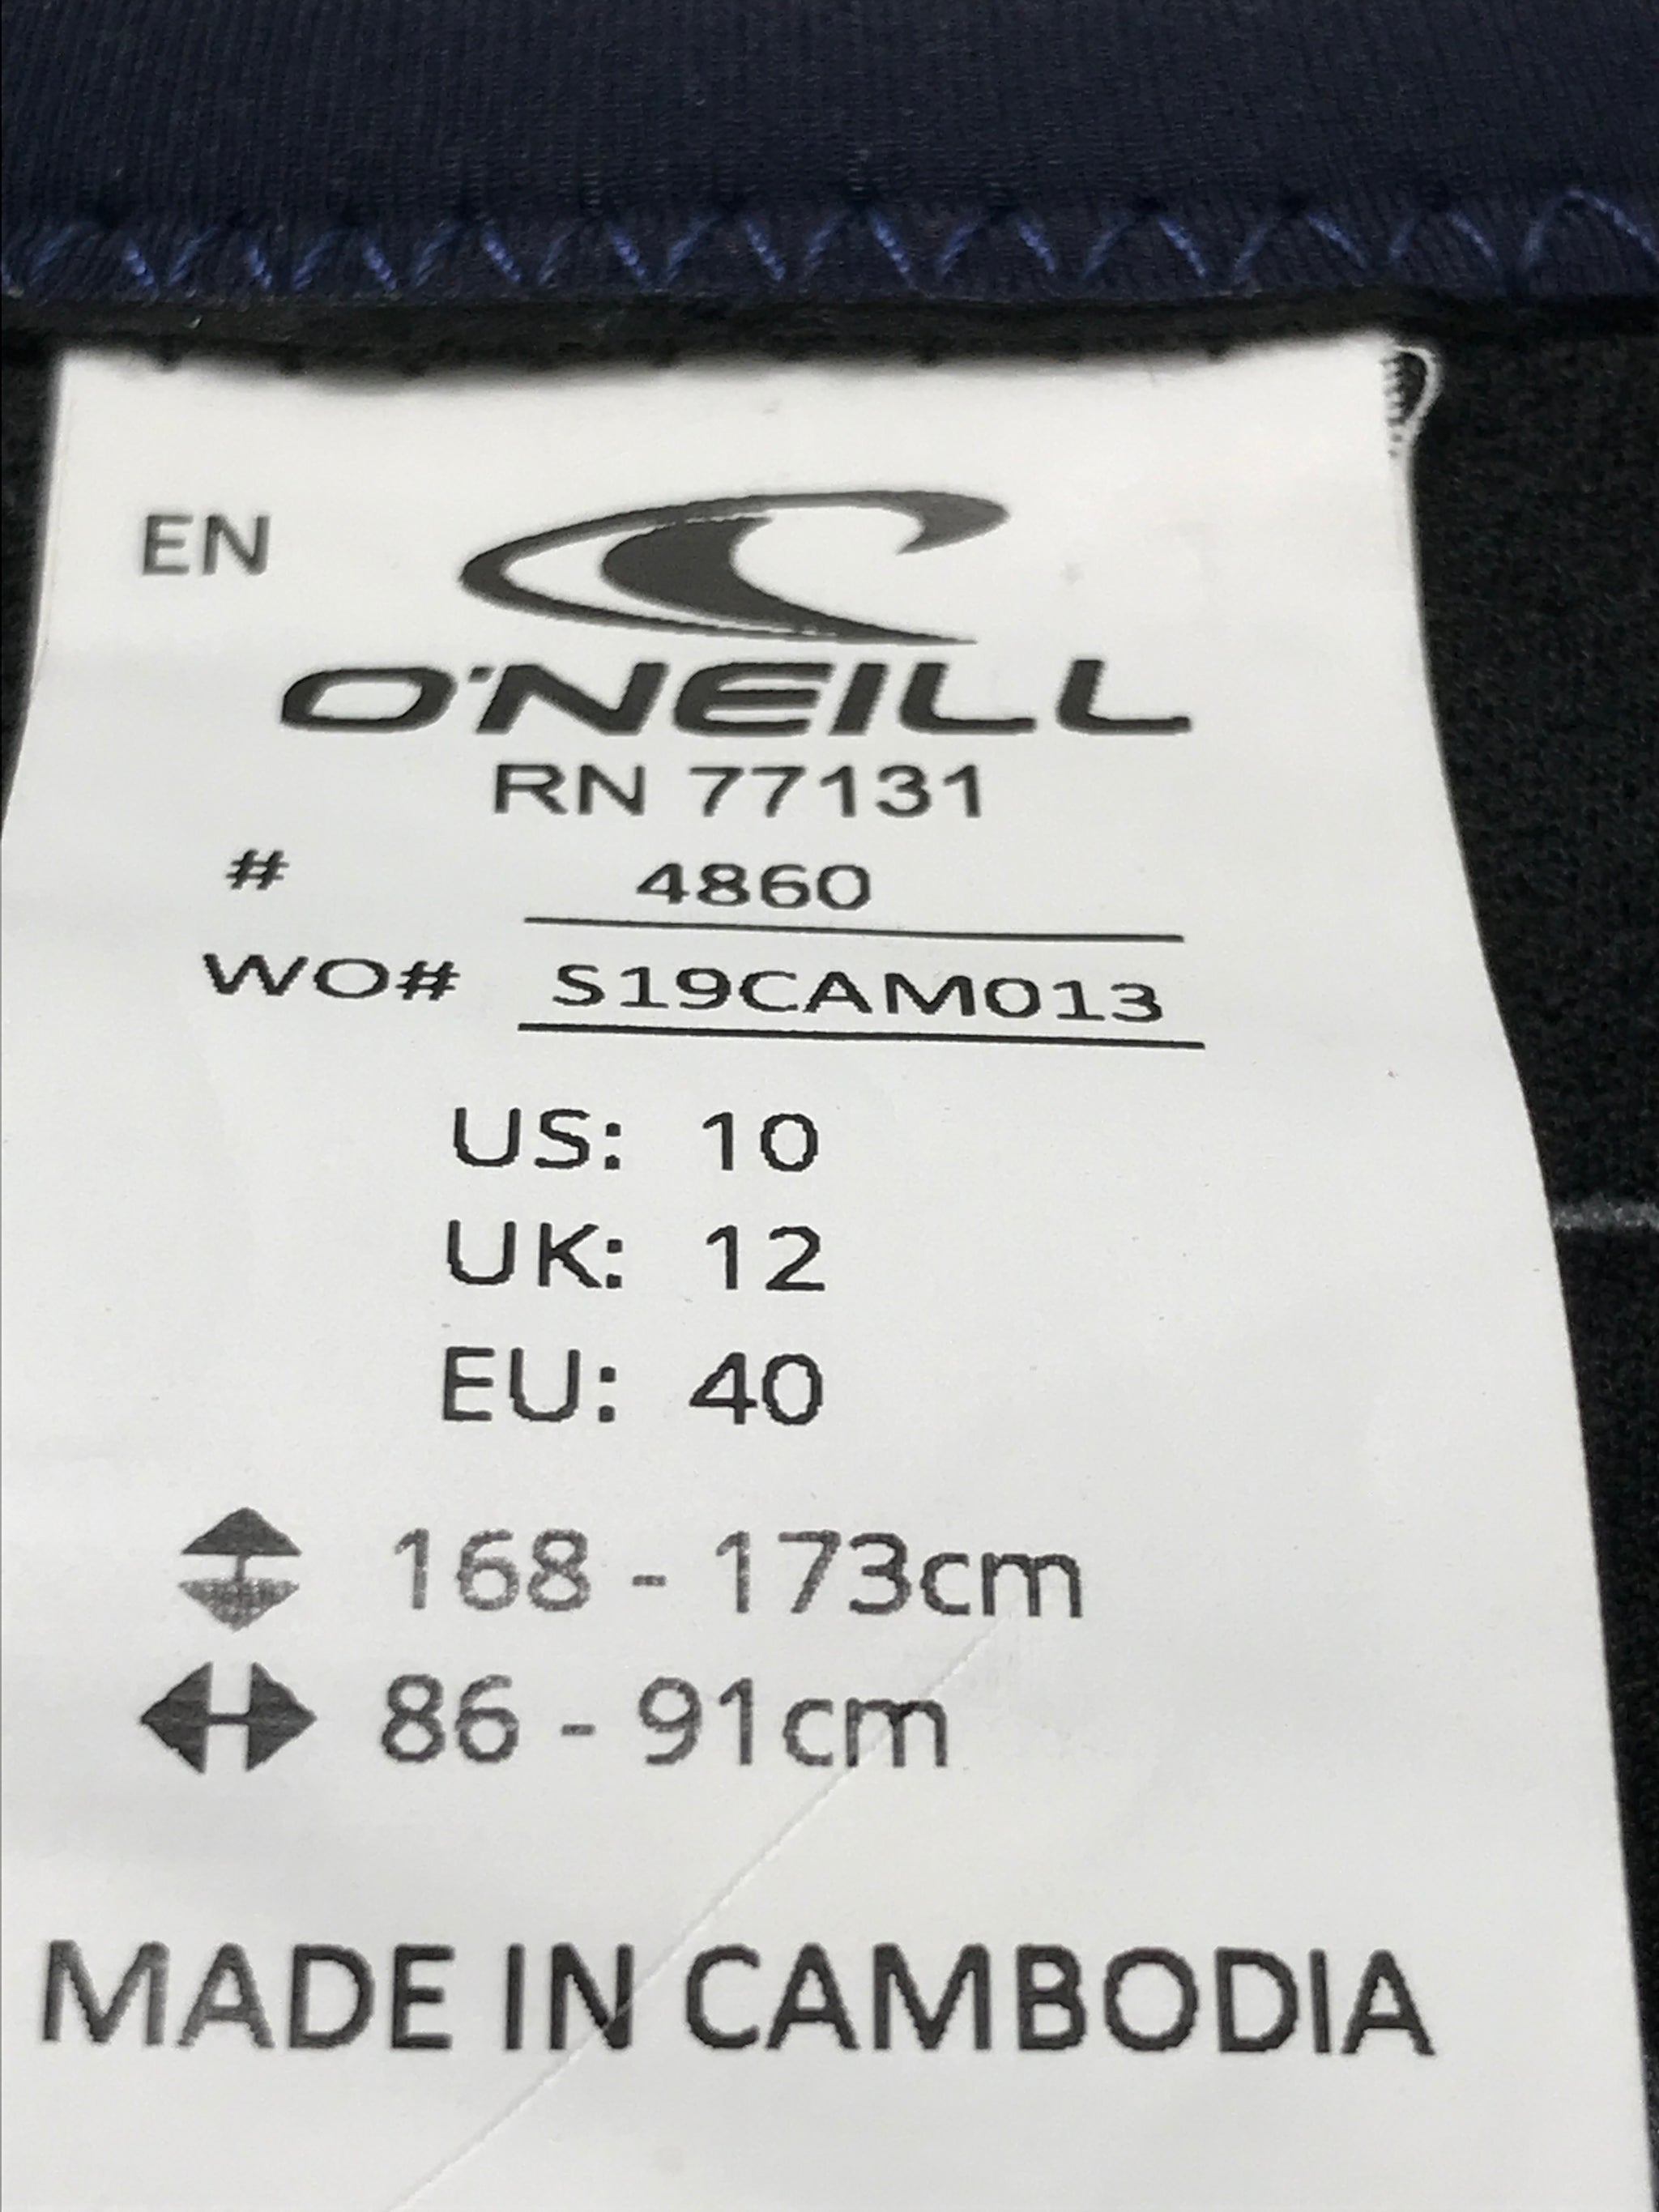 EN
O'NEILL
RN 77131
# 4860
WO# S19CAM013
US: 10
UK: 12
EU: 40
168 - 173cm
86 - 91cm
MADE IN CAMBODIA